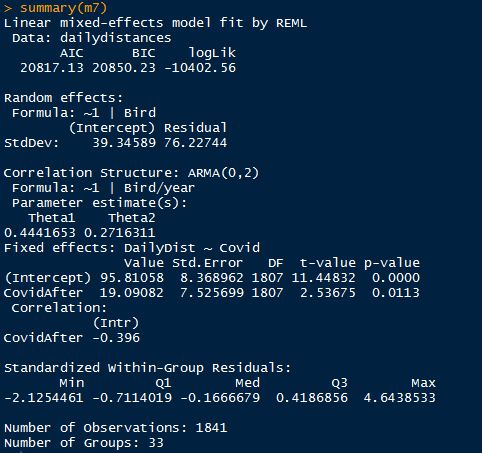 > summary(m7)
Linear mixed-effects model fit by REML
 Data: dailydistances
       AIC      BIC    logLik
  20817.13 20850.23 -10402.56

Random effects:
 Formula: ~1 | Bird
        (Intercept) Residual
StdDev:    39.34589 76.22744

Correlation Structure: ARMA(0,2)
 Formula: ~1 | Bird/year
 Parameter estimate(s):
   Theta1    Theta2
0.4441653 0.2716311
Fixed effects: DailyDist ~ Covid
               Value Std.Error   DF  t-value p-value
(Intercept) 95.81058  8.368962 1807 11.44832  0.0000
CovidAfter  19.09082  7.525699 1807  2.53675  0.0113
 Correlation:
           (Intr)
CovidAfter -0.396

Standardized Within-Group Residuals:
       Min         Q1        Med         Q3        Max
-2.1254461 -0.7114019 -0.1666679  0.4186856  4.6438533

Number of Observations: 1841
Number of Groups: 33